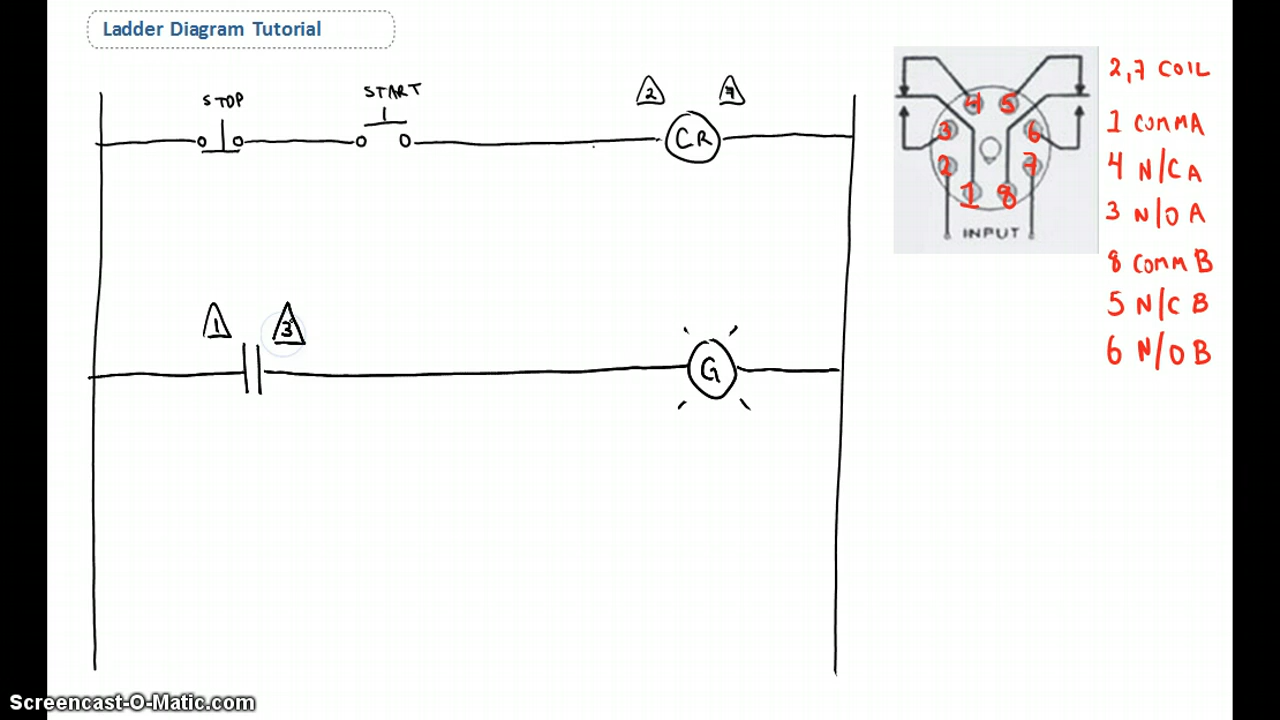 Ladder Diagram Tutorial
STOP
START
2
7
CR
1
3
G
4 5
3 6
2 7
1 8
INPUT
2,7 COIL
1 COMM A
4 N/C A
3 N/O A
8 COMM B
5 N/C B
6 N/O B
Screencast-O-Matic.com